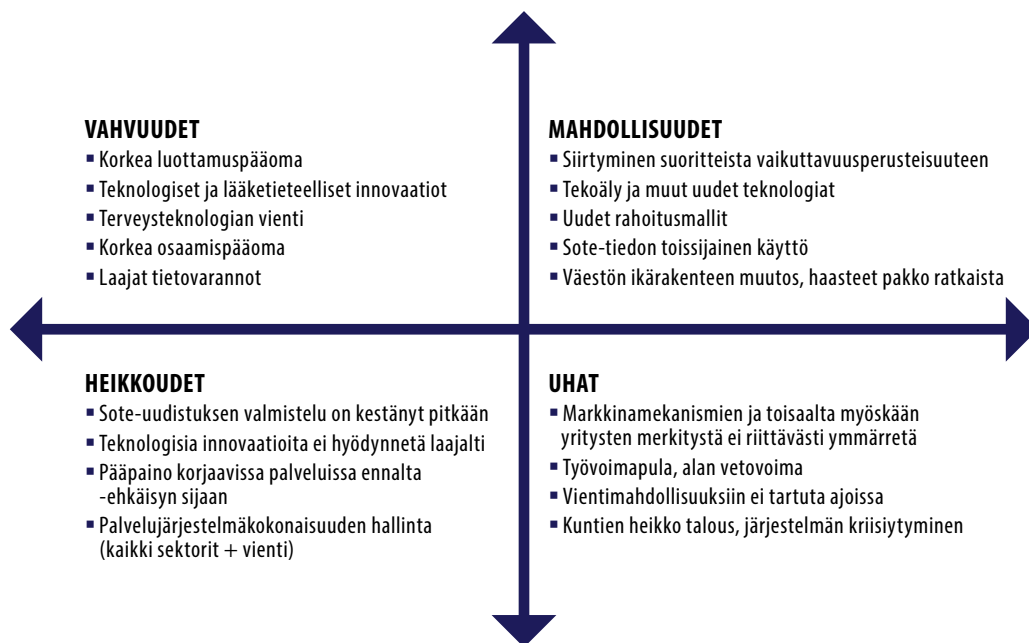 VAHVUUDET
▪ Korkea luottamuspääoma
▪ Teknologiset ja lääketieteelliset innovaatiot
▪ Terveysteknologian vienti
▪ Korkea osaamispääoma
▪ Laajat tietovarannot
MAHDOLLISUUDET
▪ Siirtyminen suoritteista vaikuttavuusperusteisuuteen
▪ Tekoäly ja muut uudet teknologiat
▪ Uudet rahoitusmallit
▪ Sote-tiedon toissijainen käyttö
▪ Väestön ikärakenteen muutos, haasteet pakko ratkaista
HEIKKOUDET
▪ Sote-uudistuksen valmistelu on kestänyt pitkään
▪ Teknologisia innovaatioita ei hyödynnetä laajalti
▪ Pääpaino korjaavissa palveluissa ennalta
-ehkäisyn sijaan
▪ Palvelujärjestelmäkokonaisuuden hallinta
(kaikki sektorit + vienti)
UHAT
▪ Markkinamekanismien ja toisaalta myöskään
yritysten merkitystä ei riittävästi ymmärretä
▪ Työvoimapula, alan vetovoima
▪ Vientimahdollisuuksiin ei tartuta ajoissa
▪ Kuntien heikko talous, järjestelmän kriisiytyminen